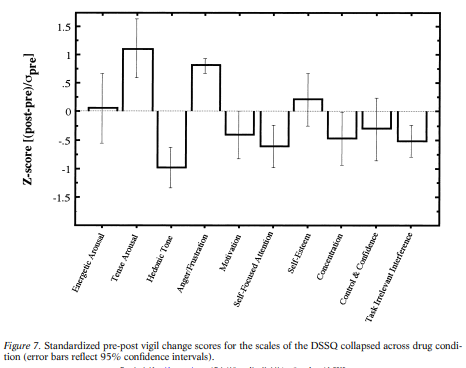 1.5
1
.5
0
-.5
-1
-1.5
Z-score [(post-pre)/σpre]
Energetic Arousal
Tense Arousal
Hedonic Tone
Anger/Frustration
Motivation
Self-Focused Attention
Self-Esteem
Concentration
Control & Confidence
Task Irrelevant Interference
Figure 7. Standardized pre-post vigil change scores for the scales of the DSSQ collapsed across drug condi-
tion (error bars reflect 95% confidence intervals).